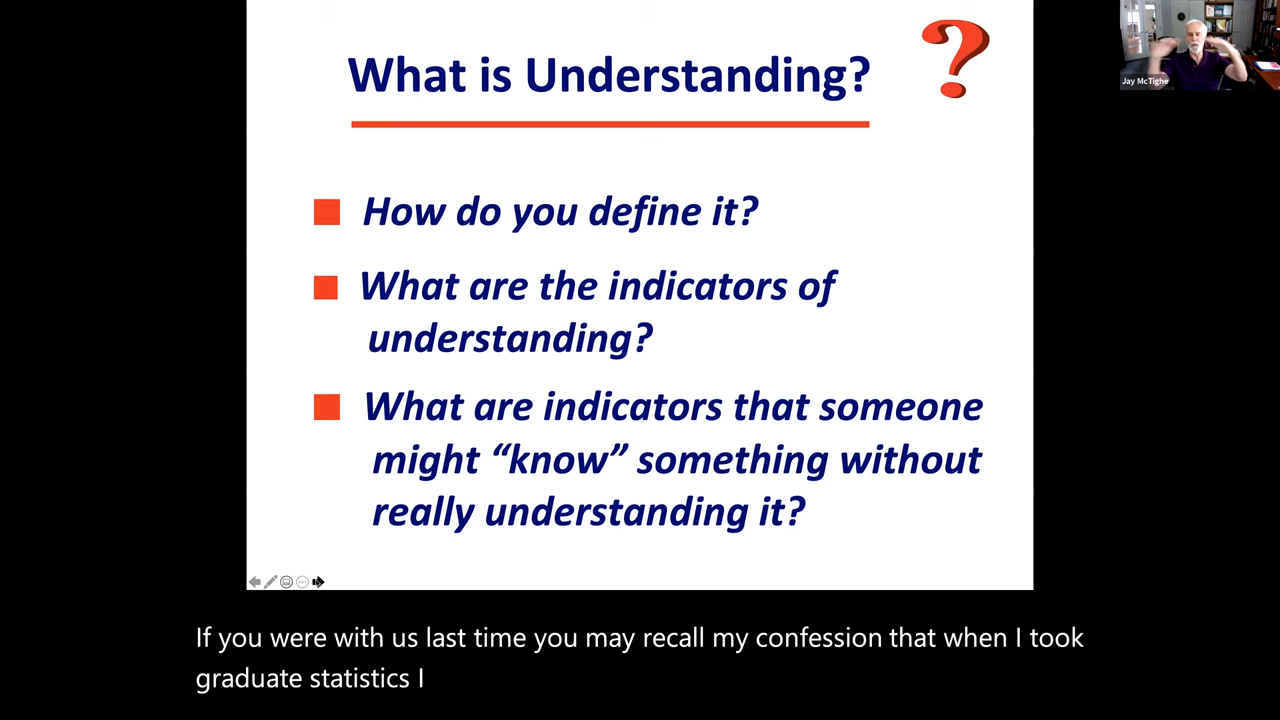 What is Understanding?
?
Jay McTighe
How do you define it?
What are the indicators of
understanding?
What are indicators that someone
might “know” something without
really understanding it?
If you were with us last time you may recall my confession that when I took
graduate statistics I